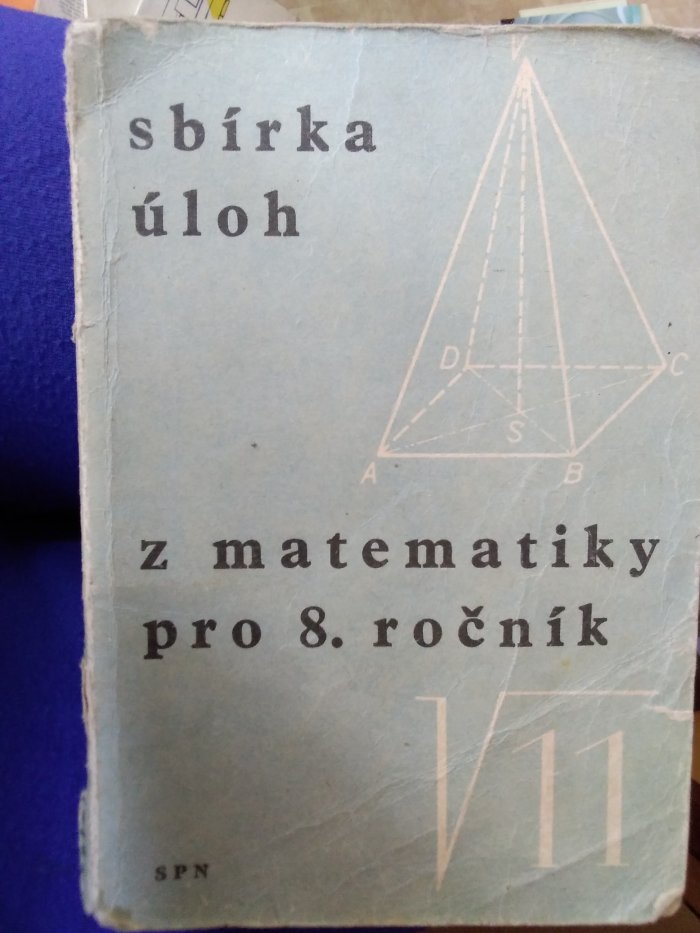 sbírka
úloh
V
D
C
S
A
B
z matematiky
pro 8. ročník
√11
SPN